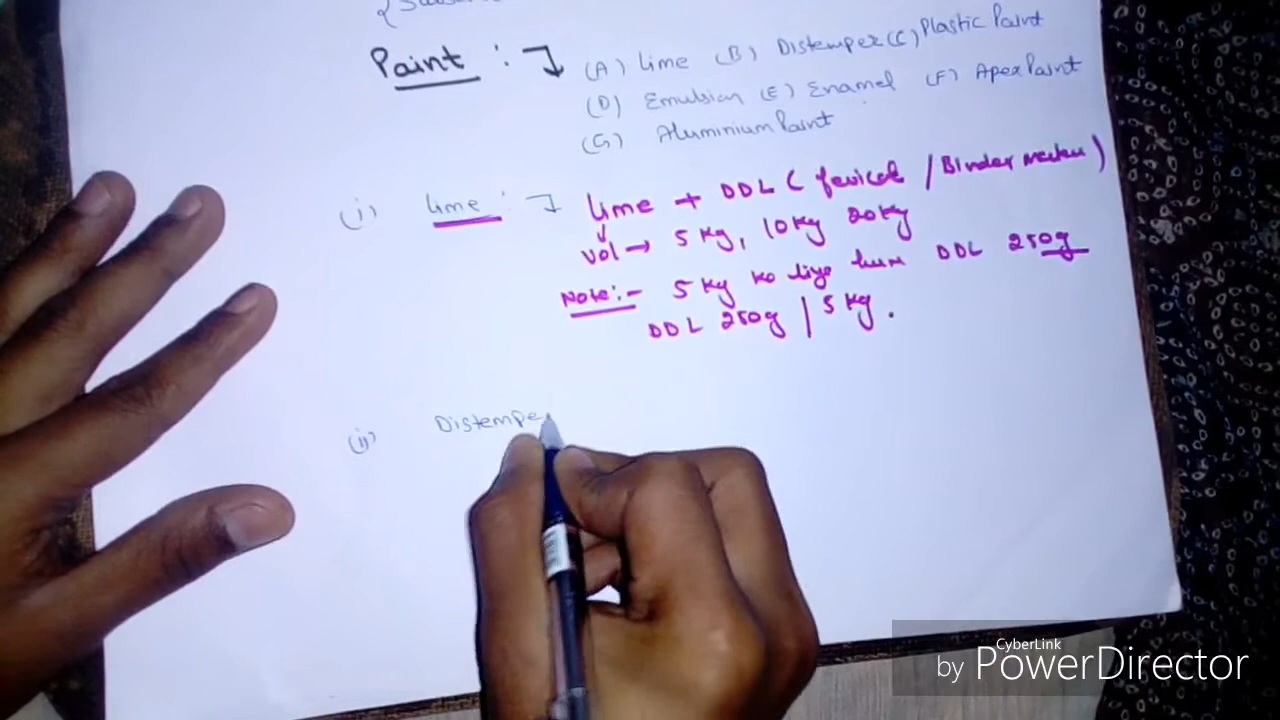 Paint : (A) lime (B) Distemper (C) Plastic Paint
(D) Emulsion (E) Enamel (F) Apex Paint
(G) Aluminium Paint
(i) lime : lime + DDL ( fevicol / Binder )
Vol → 5 Kg, 10 Kg 20 Kg
Note:- 5 Kg ko liye hum DDL 250g
DDL 250g / 5 Kg.
(ii) Distempe
CyberLink
by PowerDirector